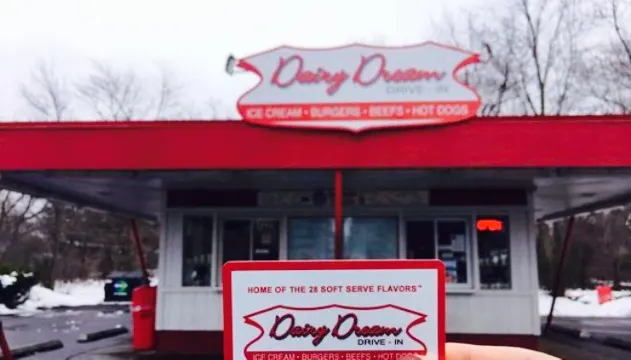 Dairy Dream
DRIVE - IN
ICE CREAM • BURGERS • BEEFS • HOT DOGS
HOME OF THE 28 SOFT SERVE FLAVORS™
Dairy Dream
DRIVE - IN
ICE CREAM • BURGERS • BEEFS • HOT DOGS